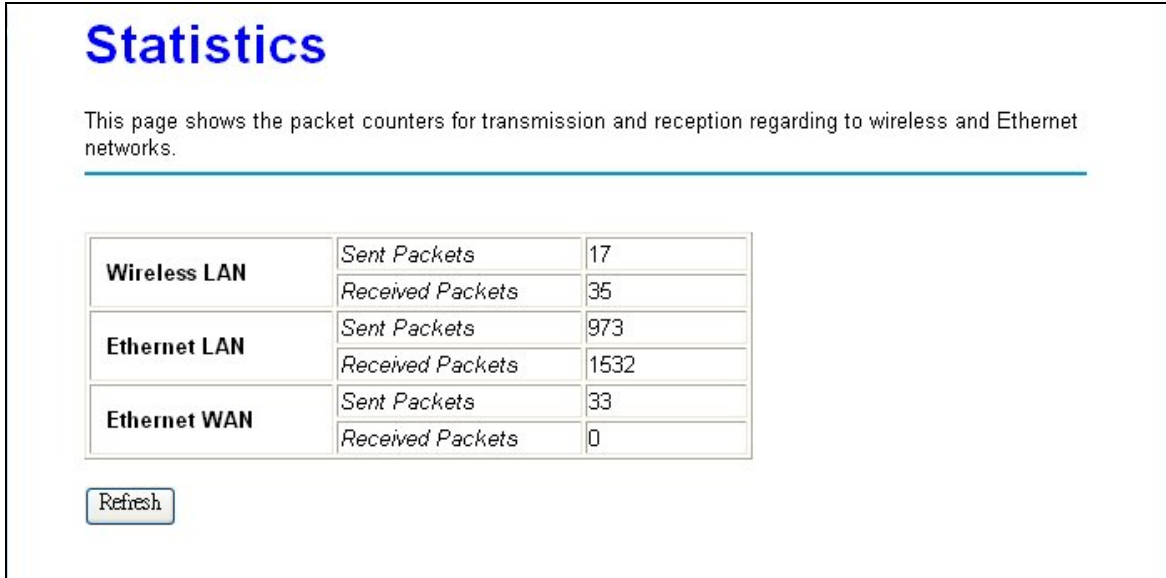 Statistics
This page shows the packet counters for transmission and reception regarding to wireless and Ethernet
networks.
Wireless LAN
Sent Packets 17
Received Packets 35
Ethernet LAN
Sent Packets 973
Received Packets 1532
Ethernet WAN
Sent Packets 33
Received Packets 0
Refresh